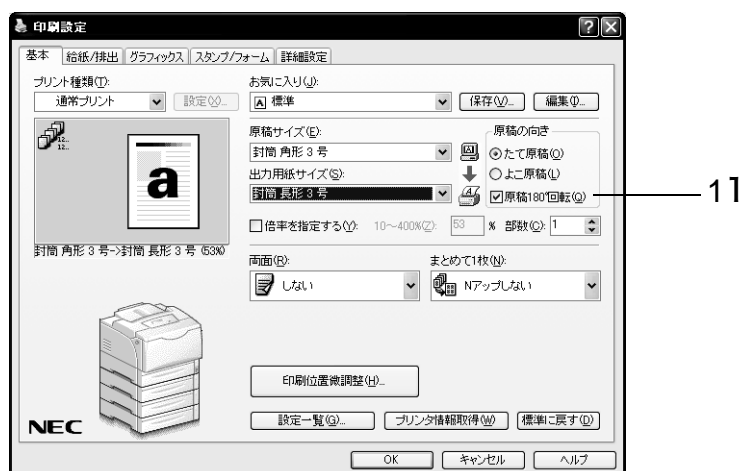 印刷設定
基本 給紙/排出 グラフィックス スタンプ/フォーム 詳細設定
プリント種類(T):
通常プリント 設定(X)...
12..
12..
a
封筒 角形 3 号->封筒 長形 3 号 (53%)
NEC
お気に入り(J):
A 標準 保存(V)... 編集(I)...
原稿サイズ(E):
封筒 角形 3 号
出力用紙サイズ(S):
封筒 長形 3 号
原稿の向き
たて原稿(O)
よこ原稿(L)
原稿180°回転(Q)
11
倍率を指定する(Y): 10～400%(Z): 53 % 部数(C): 1
両面(R):
しない
まとめて1枚(N):
Nアップしない
印刷位置微調整(H)...
設定一覧(G)... プリンタ情報取得(W) 標準に戻す(D)
OK キャンセル ヘルプ